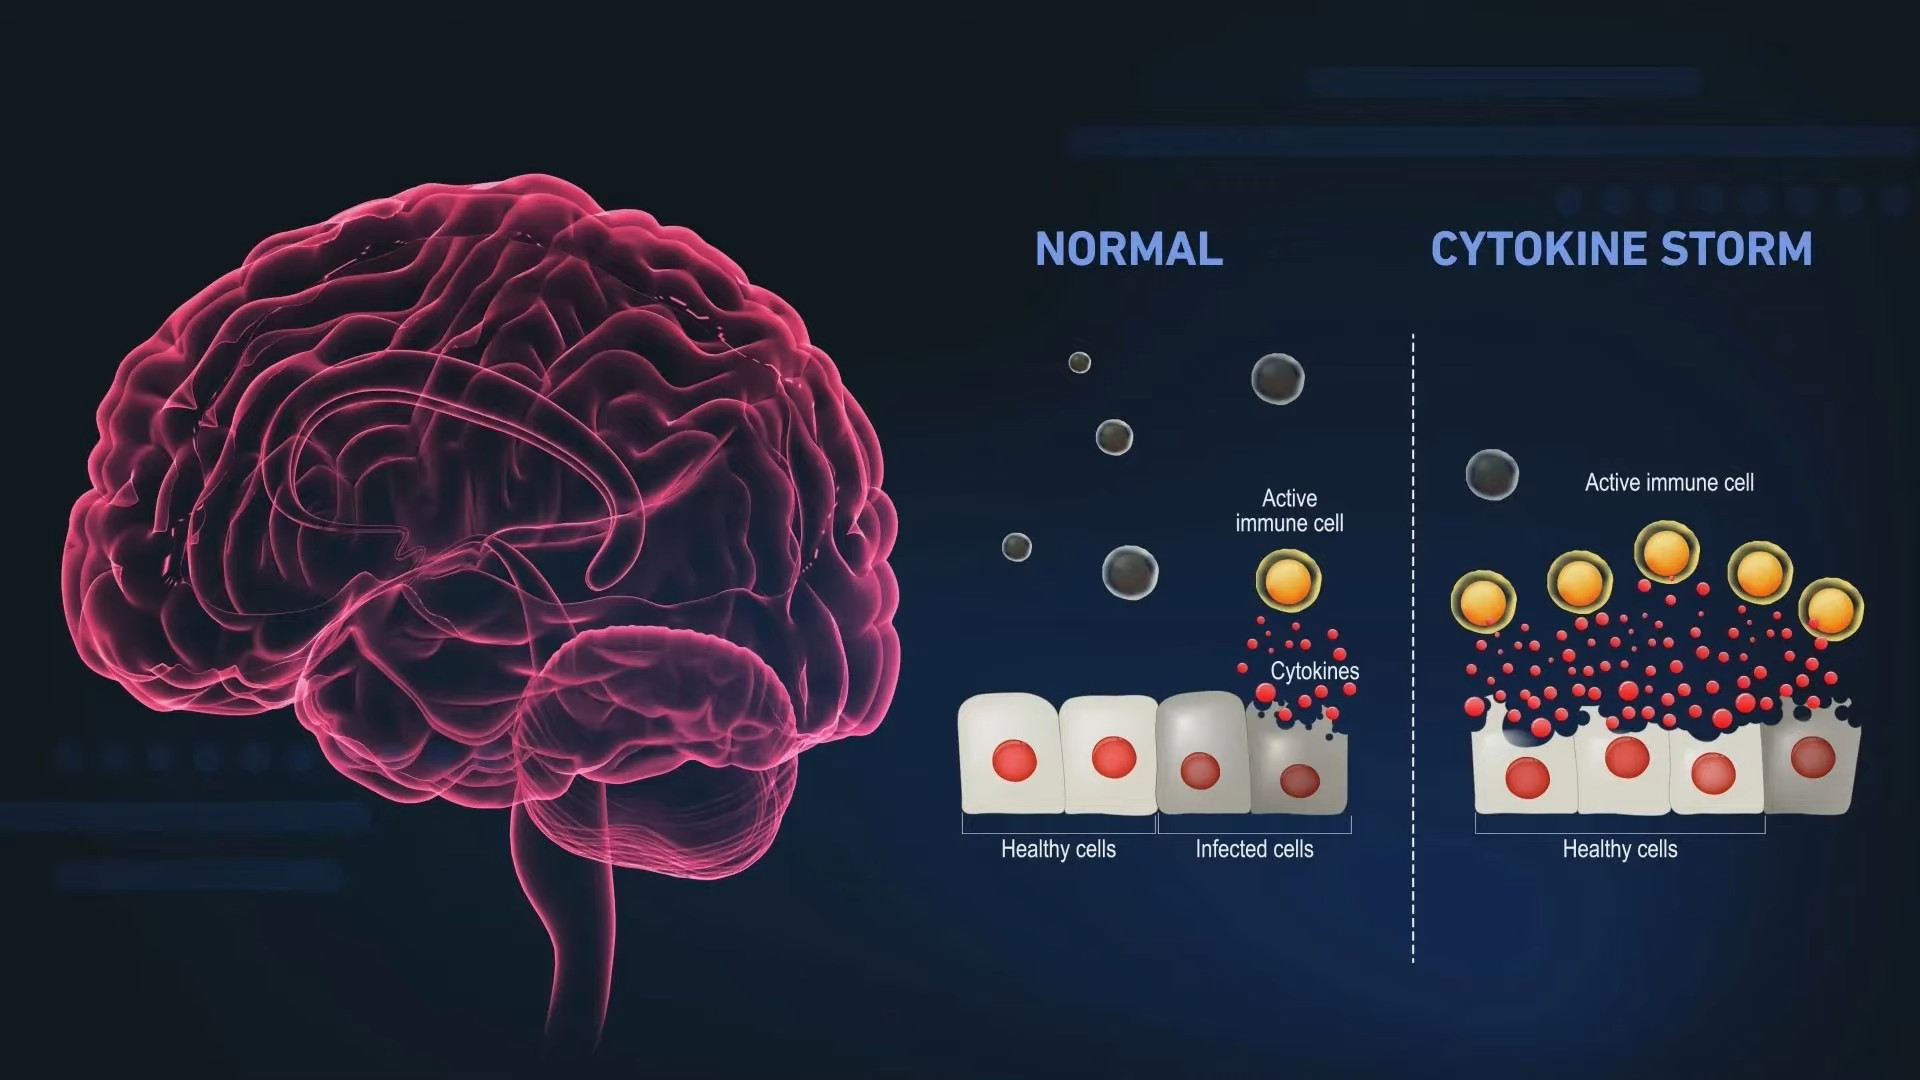 NORMAL
CYTOKINE STORM
Active
immune cell
Active immune cell
Cytokines
Healthy cells
Infected cells
Healthy cells